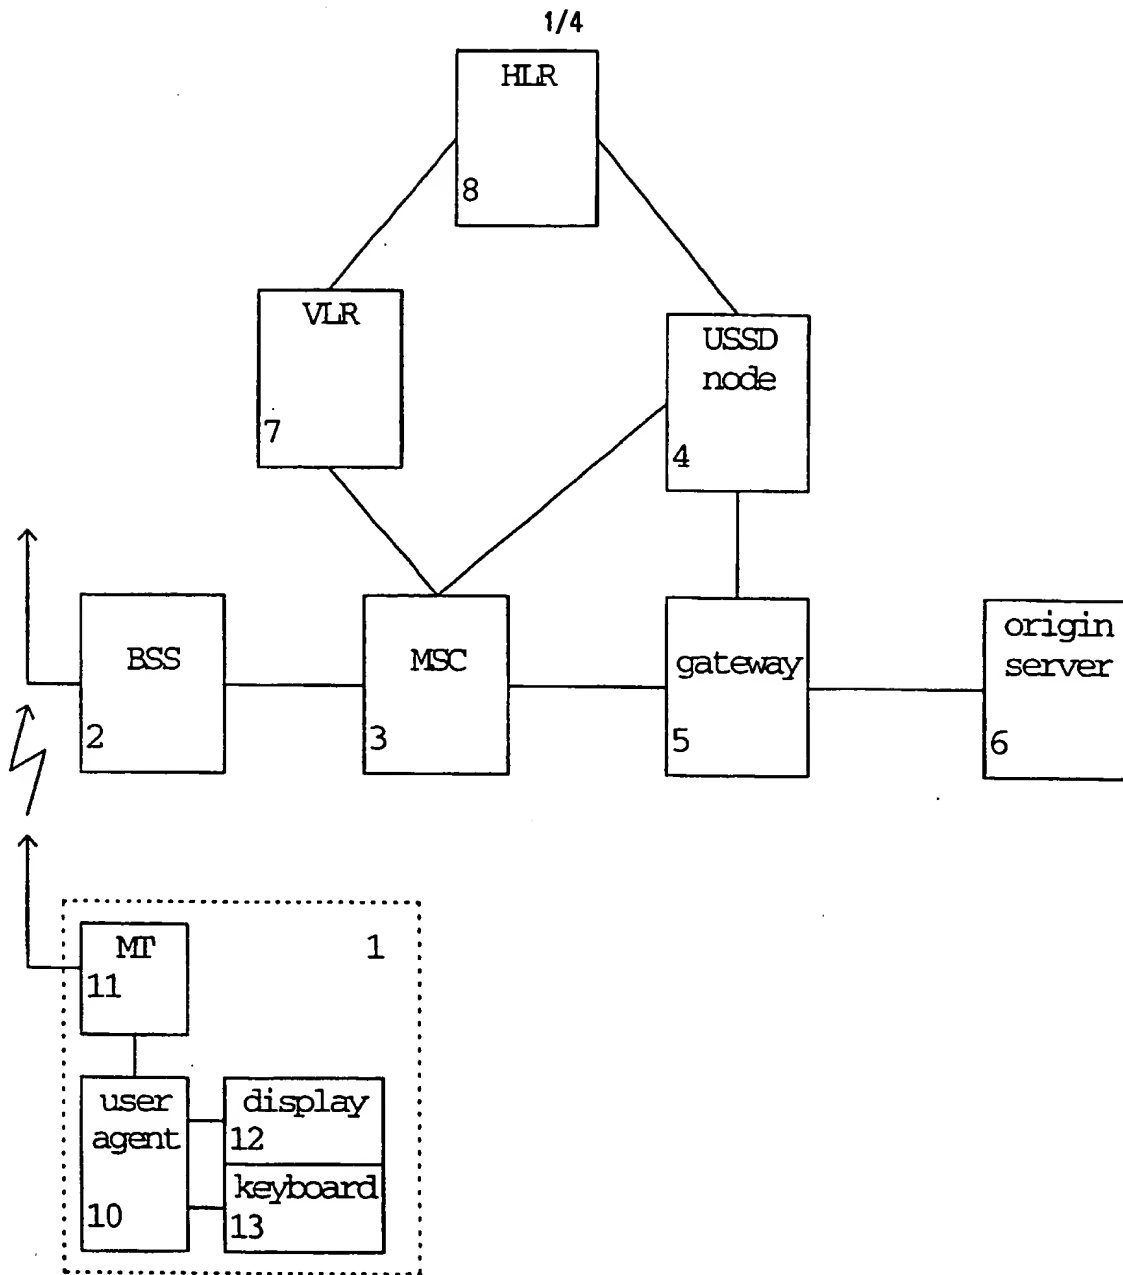 1/4
HLR
8
VLR
7
USSD
node
4
BSS
2
MSC
3
gateway
5
origin
server
6
MT
11
1
user
agent
10
display
12
keyboard
13